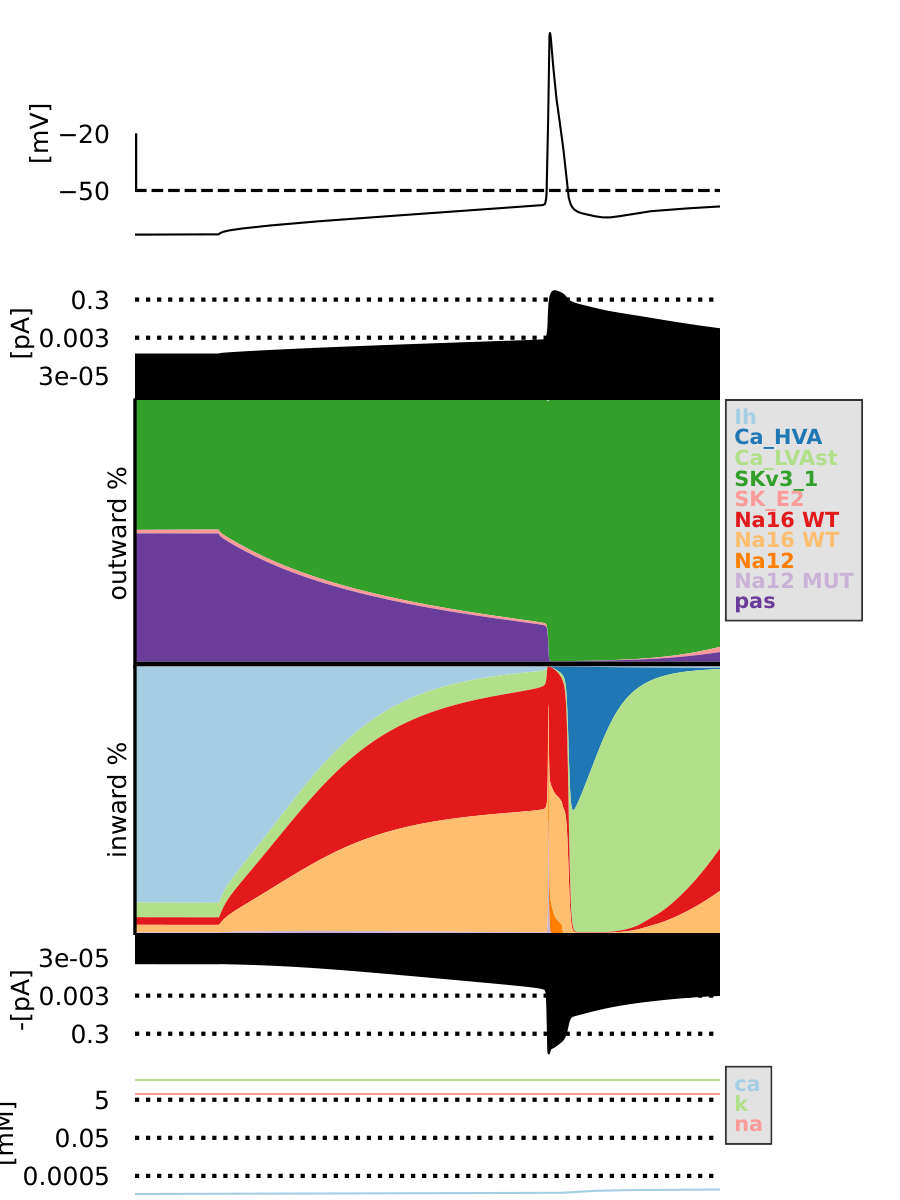 [mV]
−20
−50
[pA]
0.3
0.003
3e-05
outward %
Ih
Ca_HVA
Ca_LVAst
SKv3_1
SK_E2
Na16 WT
Na16 WT
Na12
Na12 MUT
pas
inward %
-[pA]
3e-05
0.003
0.3
[mM]
5
0.05
0.0005
ca
k
na